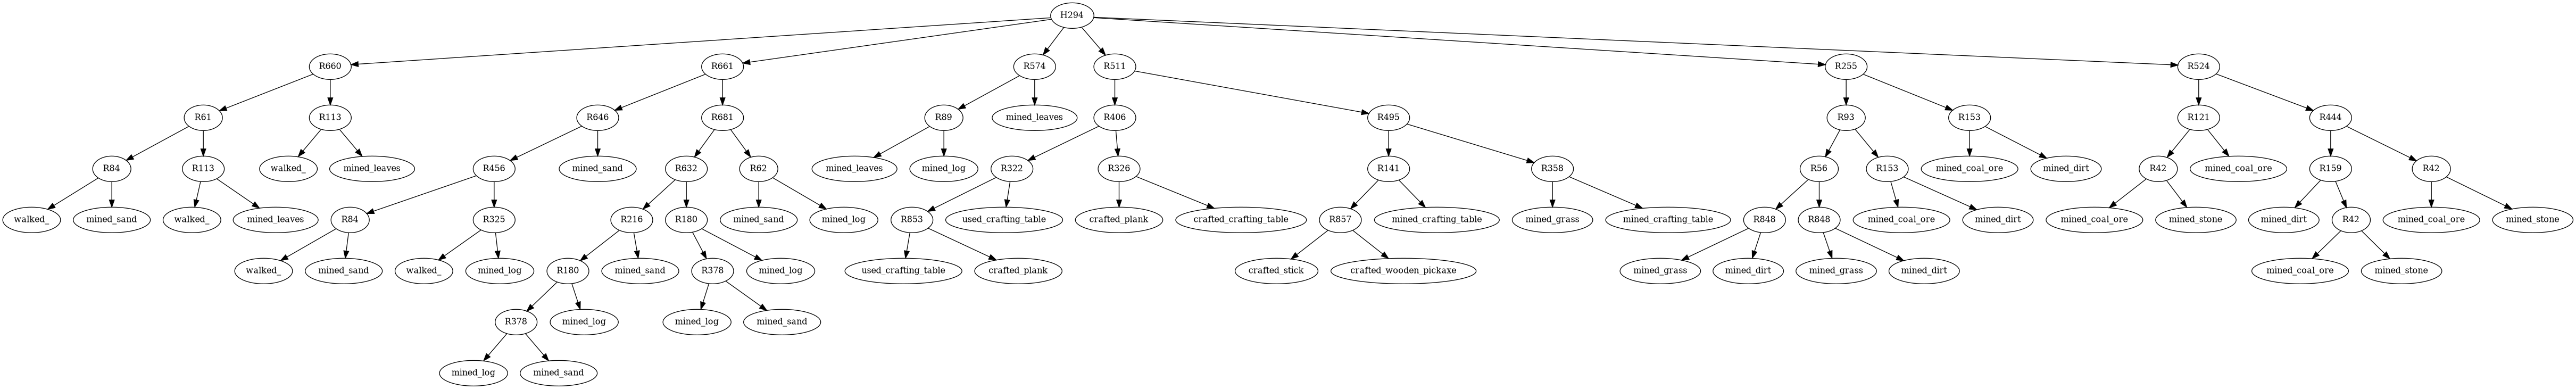 H294
R660 R661 R574 R511 R255 R524
R61 R113 R646 R681 R89 mined_leaves R406 R495 R93 R153 R121 R444
R84 R113 walked_ mined_leaves R456 mined_sand R632 R62 mined_leaves mined_log R322 R326 R141 R358 R56 R153 mined_coal_ore mined_dirt R42 mined_coal_ore R159 R42
walked_ mined_sand walked_ mined_leaves R84 R325 R216 R180 mined_sand mined_log R853 used_crafting_table crafted_plank crafted_crafting_table R857 mined_crafting_table mined_grass mined_crafting_table R848 R848 mined_coal_ore mined_dirt mined_coal_ore mined_stone mined_dirt R42 mined_coal_ore mined_stone
walked_ mined_sand walked_ mined_log R180 mined_sand R378 mined_log used_crafting_table crafted_plank crafted_stick crafted_wooden_pickaxe mined_grass mined_dirt mined_grass mined_dirt mined_coal_ore mined_stone
R378 mined_log mined_log mined_sand
mined_log mined_sand